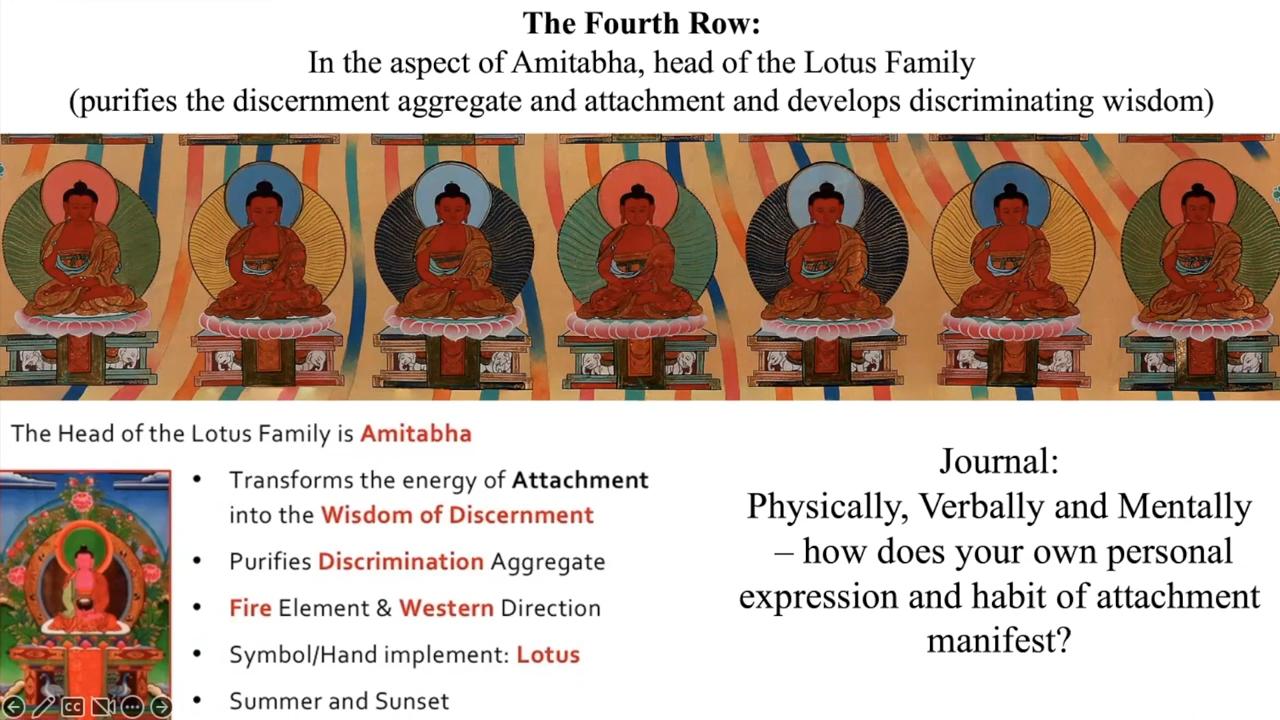 The Fourth Row:
In the aspect of Amitabha, head of the Lotus Family
(purifies the discernment aggregate and attachment and develops discriminating wisdom)
The Head of the Lotus Family is Amitabha
• Transforms the energy of Attachment
into the Wisdom of Discernment
• Purifies Discrimination Aggregate
• Fire Element & Western Direction
• Symbol/Hand implement: Lotus
• Summer and Sunset
Journal:
Physically, Verbally and Mentally
– how does your own personal
expression and habit of attachment
manifest?
CC